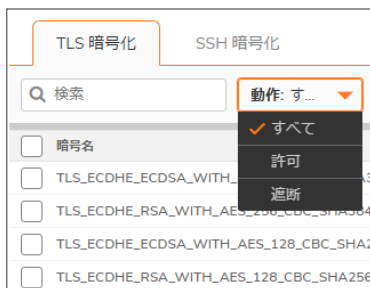 TLS 暗号化 SSH 暗号化
検索 動作: す...
すべて
許可
遮断
暗号名
TLS_ECDHE_ECDSA_WITH_
TLS_ECDHE_RSA_WITH_AES_256_CBC_SHA384
TLS_ECDHE_ECDSA_WITH_AES_128_CBC_SHA2
TLS_ECDHE_RSA_WITH_AES_128_CBC_SHA256